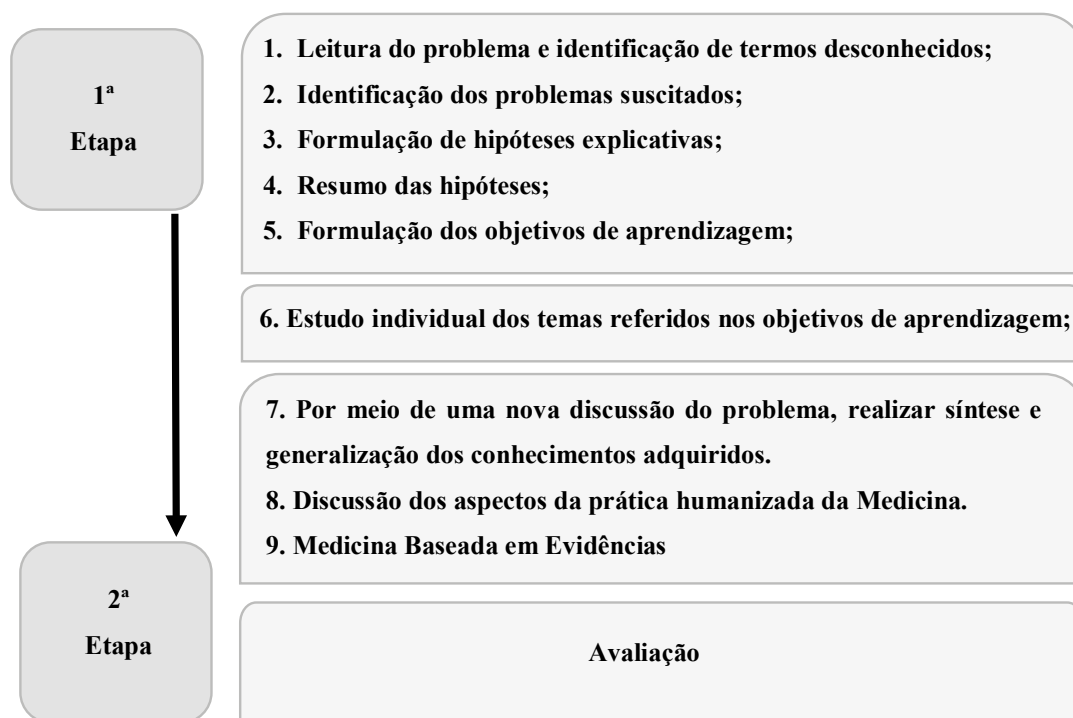 1ª
Etapa
1. Leitura do problema e identificação de termos desconhecidos;
2. Identificação dos problemas suscitados;
3. Formulação de hipóteses explicativas;
4. Resumo das hipóteses;
5. Formulação dos objetivos de aprendizagem;
6. Estudo individual dos temas referidos nos objetivos de aprendizagem;
7. Por meio de uma nova discussão do problema, realizar síntese e
generalização dos conhecimentos adquiridos.
8. Discussão dos aspectos da prática humanizada da Medicina.
9. Medicina Baseada em Evidências
2ª
Etapa
Avaliação